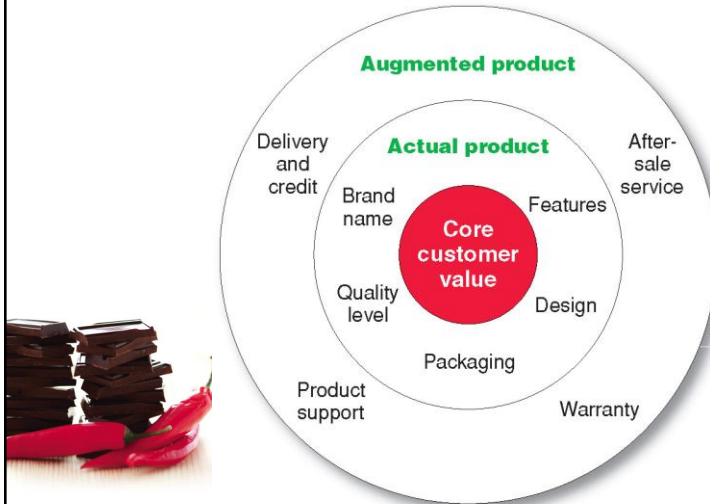 Augmented product
Delivery
and
credit
Actual product
After-
sale
service
Brand
name
Features
Core
customer
value
Quality
level
Design
Packaging
Product
support
Warranty